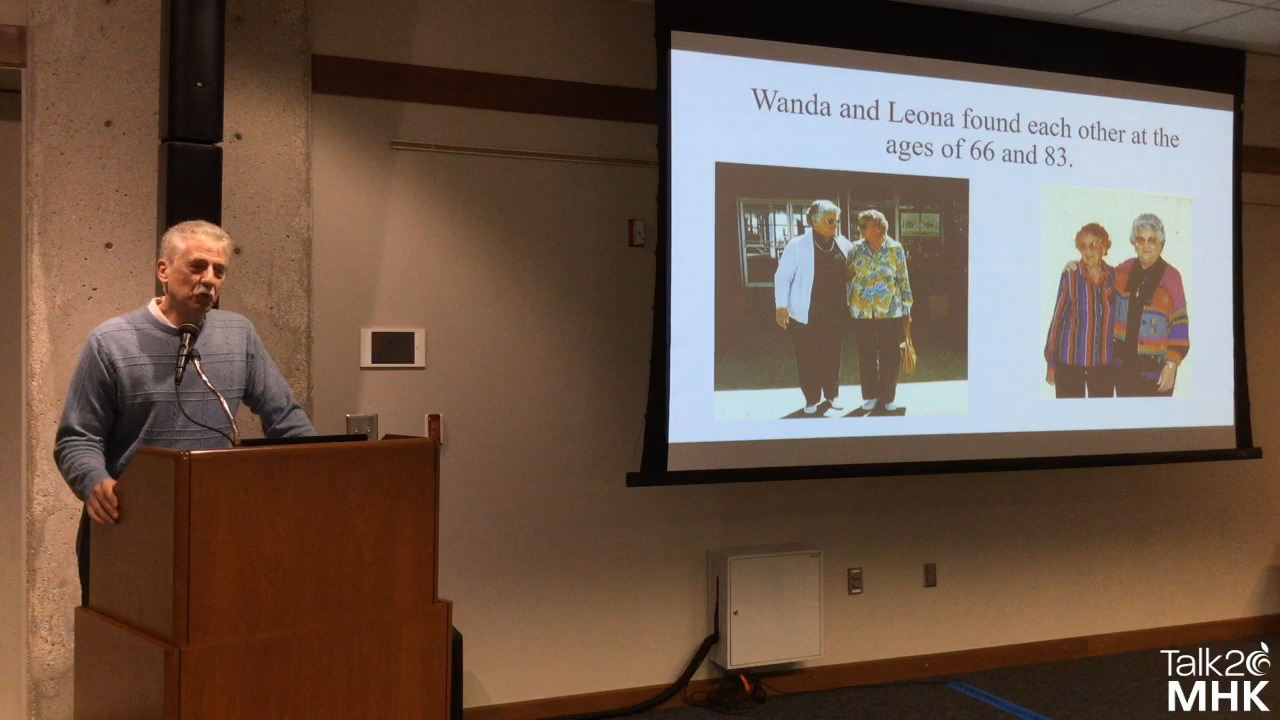 Wanda and Leona found each other at the
ages of 66 and 83.
Talk20
MHK